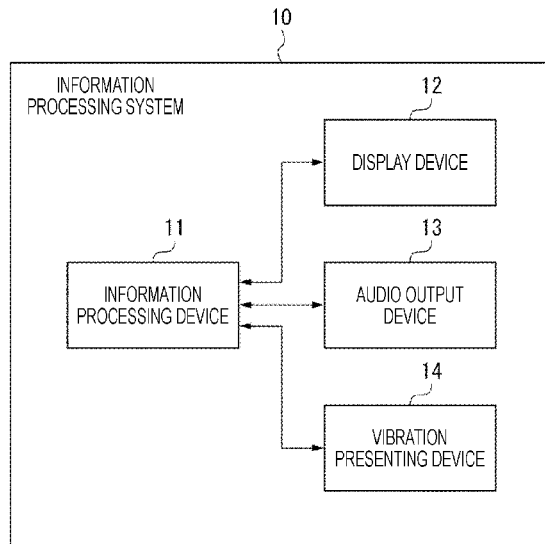 10
INFORMATION
PROCESSING SYSTEM
12
DISPLAY DEVICE
11
INFORMATION
PROCESSING DEVICE
13
AUDIO OUTPUT
DEVICE
14
VIBRATION
PRESENTING DEVICE